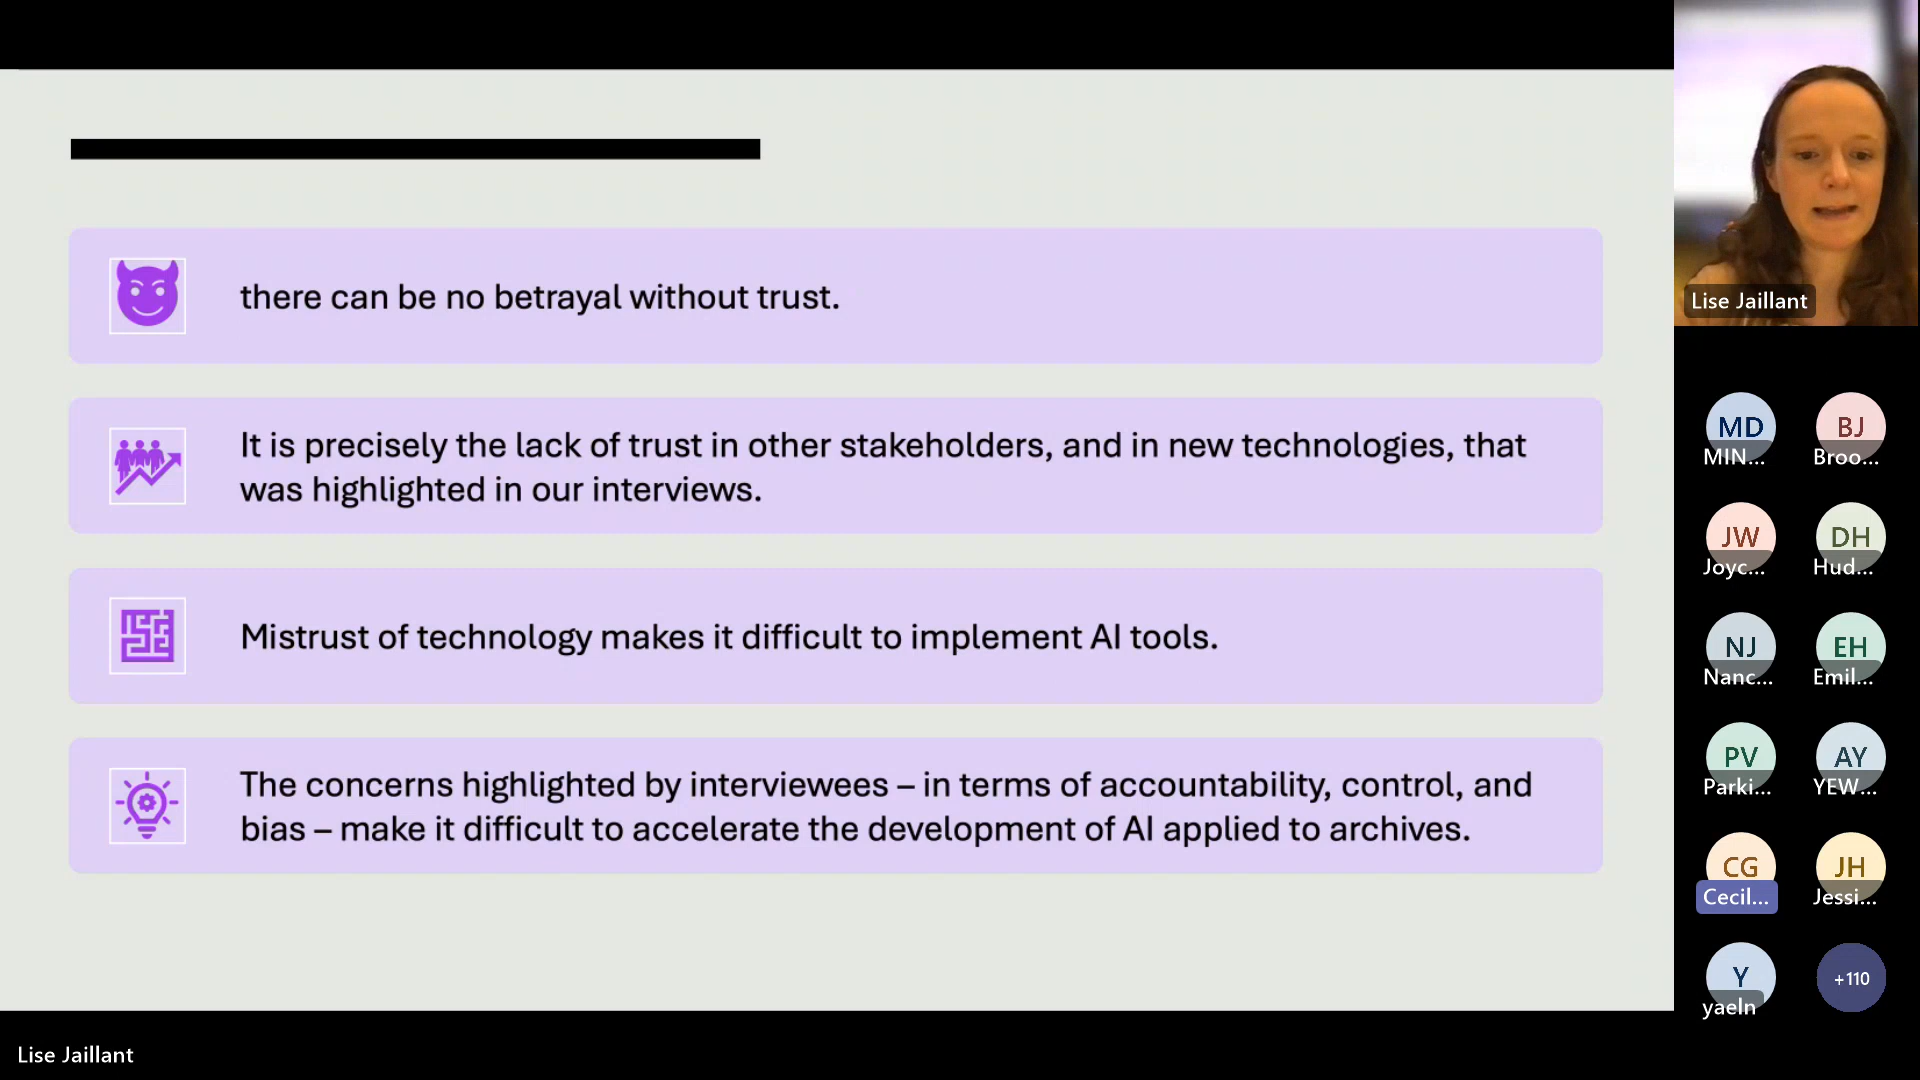 there can be no betrayal without trust.
It is precisely the lack of trust in other stakeholders, and in new technologies, that
was highlighted in our interviews.
Mistrust of technology makes it difficult to implement AI tools.
The concerns highlighted by interviewees – in terms of accountability, control, and
bias – make it difficult to accelerate the development of AI applied to archives.
Lise Jaillant
MD
MIN...
BJ
Broo...
JW
Joyc...
DH
Hud...
NJ
Nanc...
EH
Emil...
PV
Parki...
AY
YEW...
CG
Cecil...
JH
Jessi...
Y
yaeln
+110
Lise Jaillant